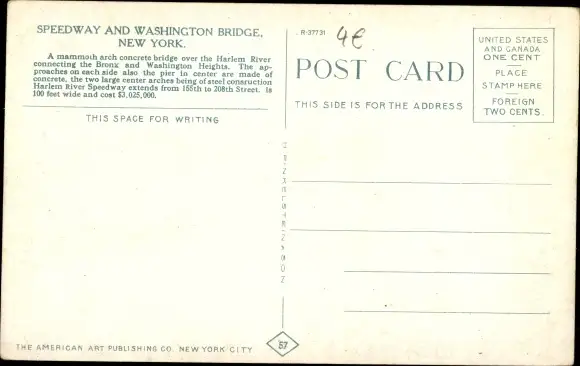 SPEEDWAY AND WASHINGTON BRIDGE,
NEW YORK.
A mammoth arch concrete bridge over the Harlem River
connecting the Bronx and Washington Heights. The ap-
proaches on each side also the pier in center are made of
concrete, the two large center arches being of steel consruction
Harlem River Speedway extends from 155th to 208th Street. Is
100 feet wide and cost $3,025,000.
THIS SPACE FOR WRITING
R-37731
4€
POST CARD
THIS SIDE IS FOR THE ADDRESS
UNITED STATES
AND CANADA
ONE CENT
PLACE
STAMP HERE
FOREIGN
TWO CENTS.
THE AMERICAN ART PUBLISHING CO. NEW YORK CITY
57